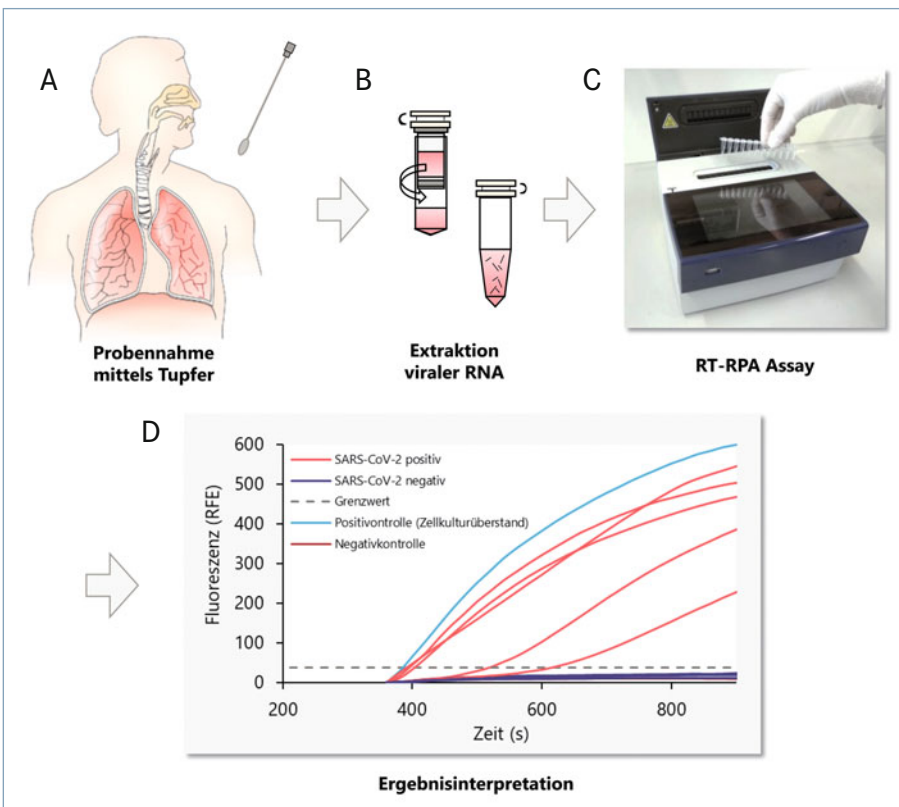 A
B
C
Probennahme
mittels Tupfer
Extraktion
viraler RNA
RT-RPA Assay
D
600
500
400
300
200
100
0
Fluoreszenz (RFE)
SARS-CoV-2 positiv
SARS-CoV-2 negativ
Grenzwert
Positivontrolle (Zellkulturüberstand)
Negativkontrolle
200 400 600 800
Zeit (s)
Ergebnisinterpretation